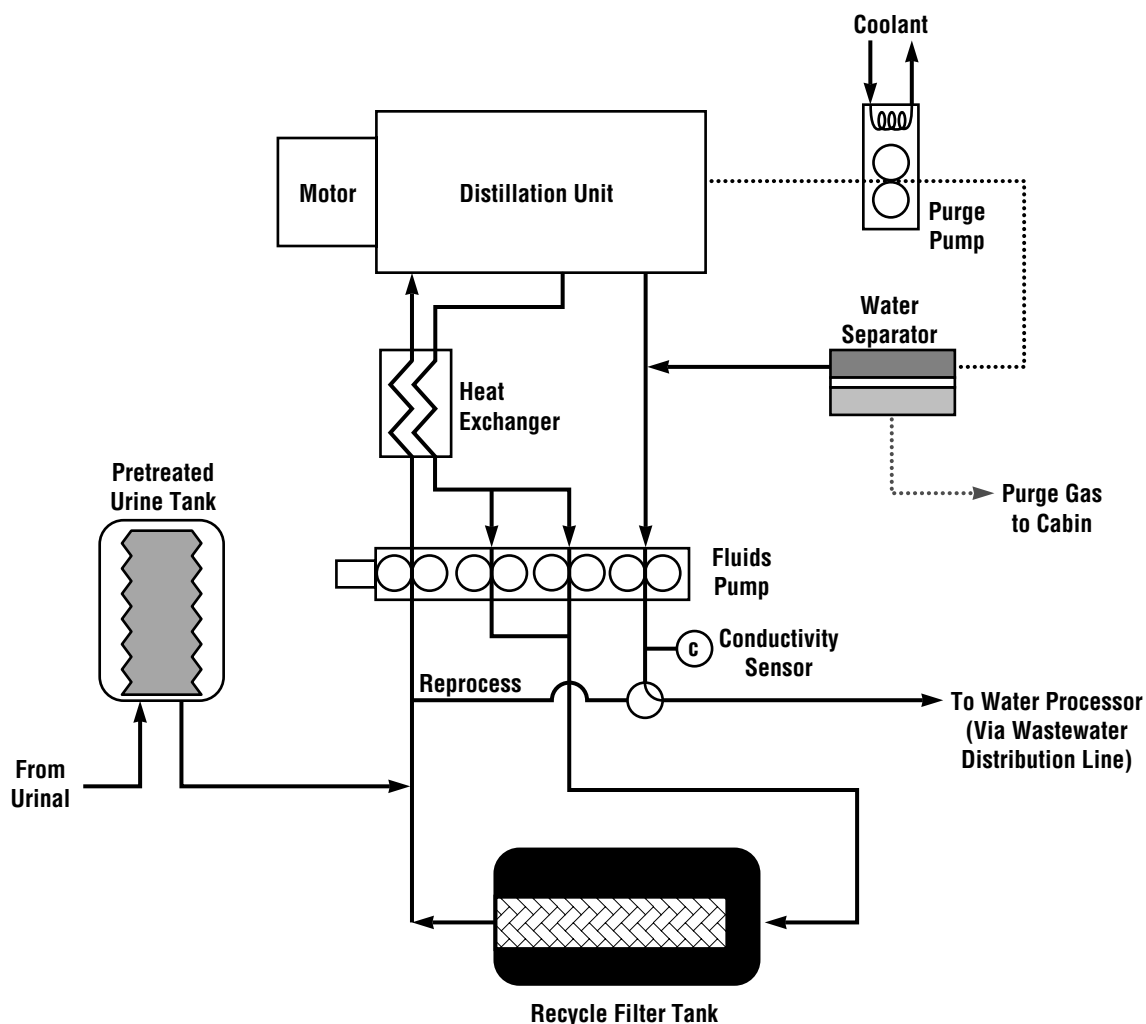 Coolant
Motor
Distillation Unit
Purge
Pump
Water
Separator
Heat
Exchanger
Pretreated
Urine Tank
Purge Gas
to Cabin
Fluids
Pump
C
Conductivity
Sensor
Reprocess
To Water Processor
(Via Wastewater
Distribution Line)
From
Urinal
Recycle Filter Tank